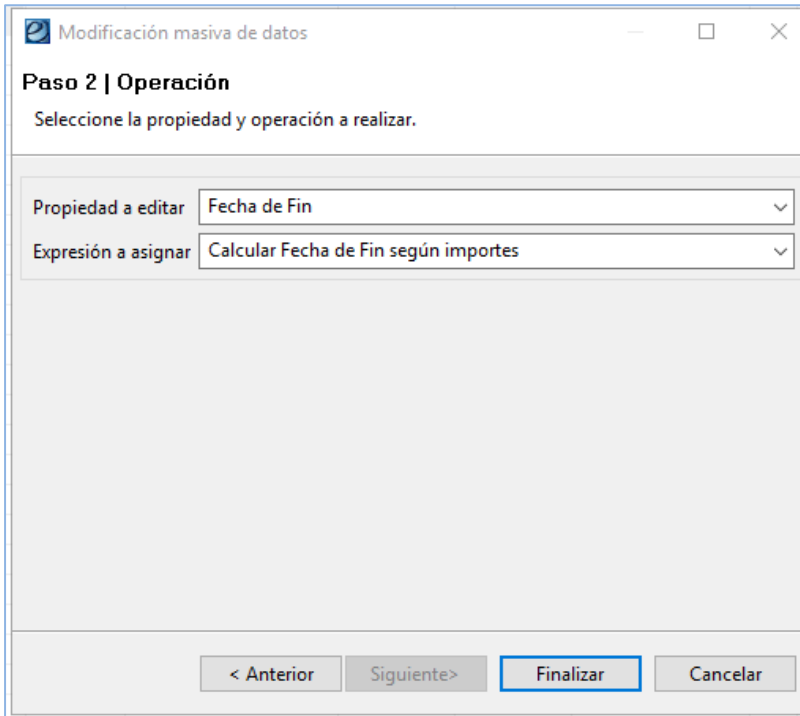 Modificación masiva de datos
Paso 2 | Operación
Seleccione la propiedad y operación a realizar.
Propiedad a editar Fecha de Fin
Expresión a asignar Calcular Fecha de Fin según importes
< Anterior Siguiente> Finalizar Cancelar